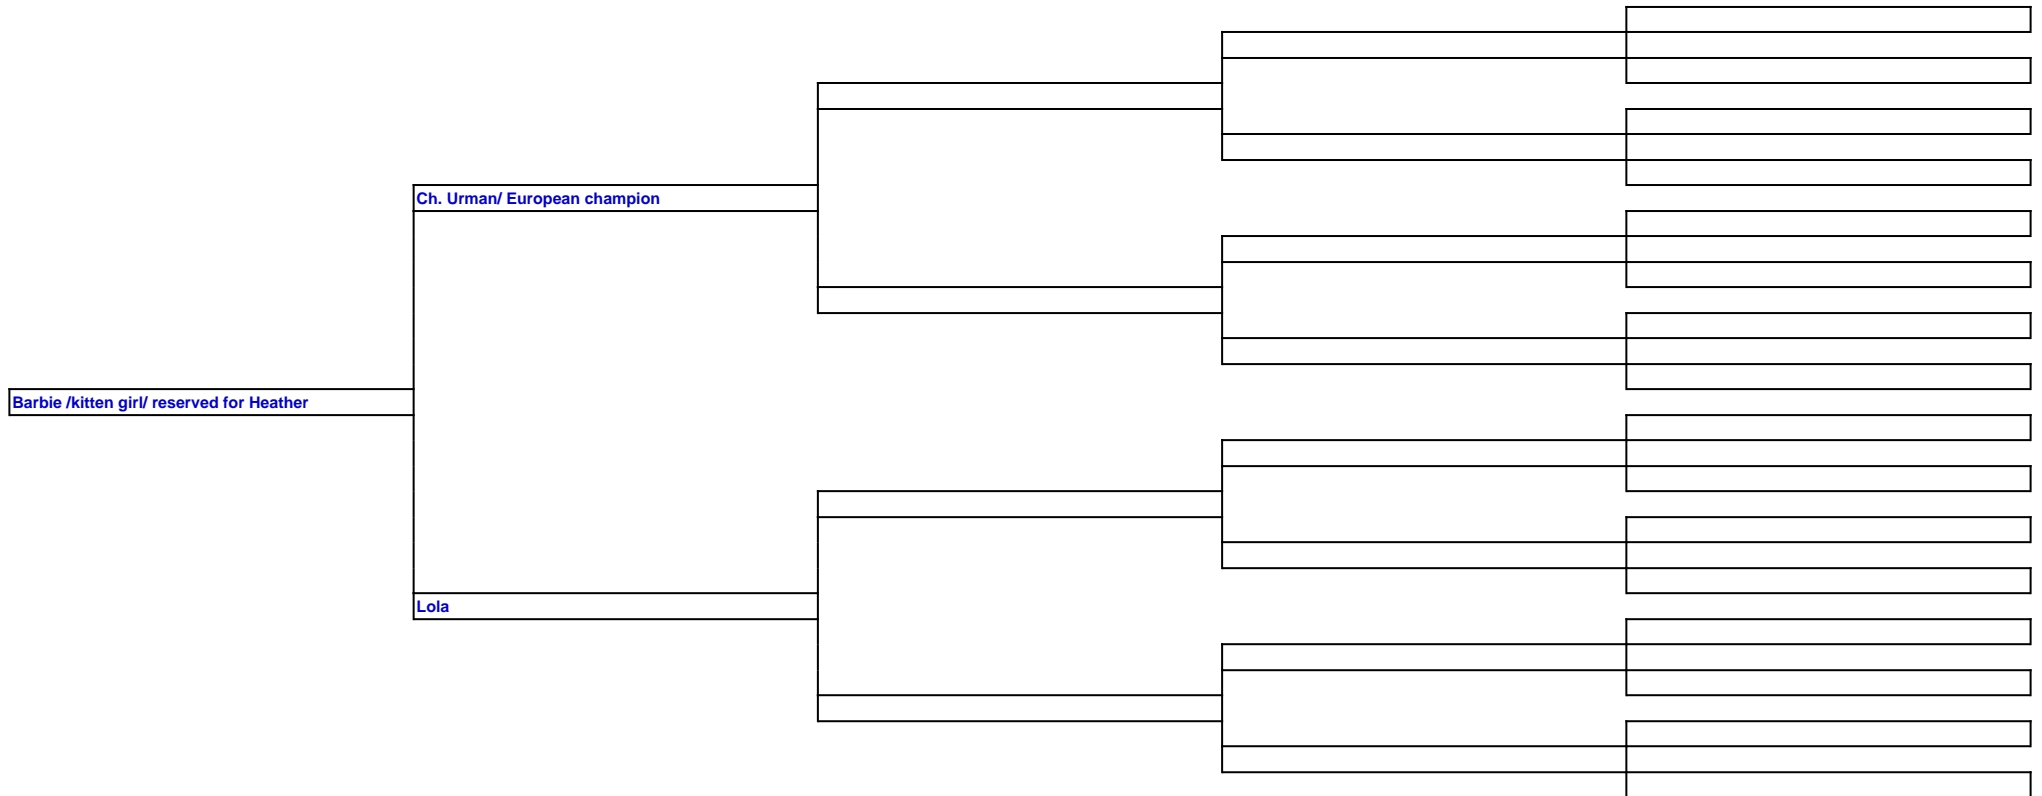 Ch. Urman/ European champion
Barbie /kitten girl/ reserved for Heather
Lola